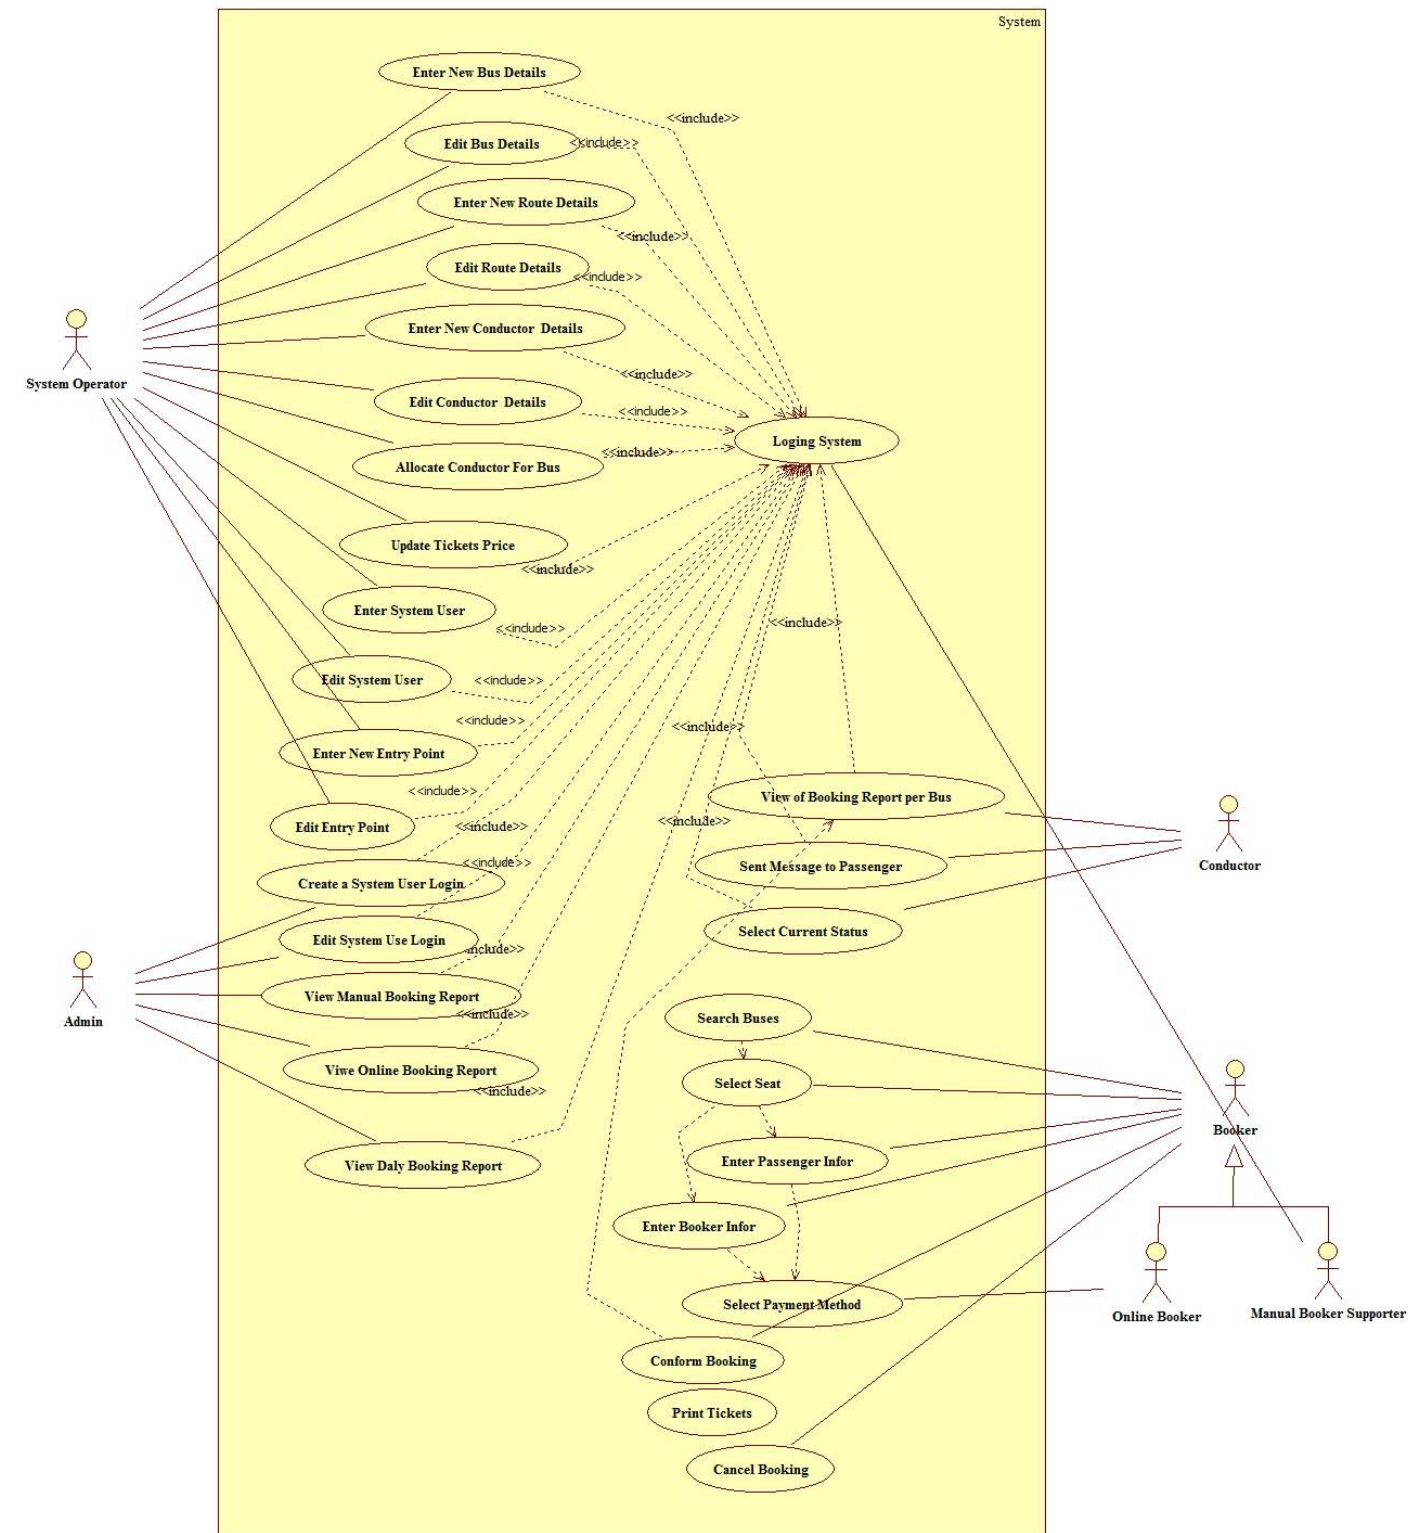 System
Enter New Bus Details
<<include>>
Edit Bus Details
<<include>>
Enter New Route Details
<<include>>
Edit Route Details
<<include>>
Enter New Conductor Details
System Operator
<<include>>
Edit Conductor Details
<<include>>
Loging System
Allocate Conductor For Bus
<<include>>
Update Tickets Price
<<include>>
Enter System User
<<include>>
<<include>>
Edit System User
<<include>>
<<include>>
<<include>>
Enter New Entry Point
<<include>>
View of Booking Report per Bus
Edit Entry Point
<<include>>
<<include>>
Conductor
<<include>>
Sent Message to Passenger
Create a System User Login
Select Current Status
Edit System Use Login
<<include>>
View Manual Booking Report
Admin
<<include>>
Search Buses
Viwe Online Booking Report
Select Seat
<<include>>
Booker
View Daly Booking Report
Enter Passenger Infor
Enter Booker Infor
Select Payment Method
Online Booker
Manual Booker Supporter
Conform Booking
Print Tickets
Cancel Booking